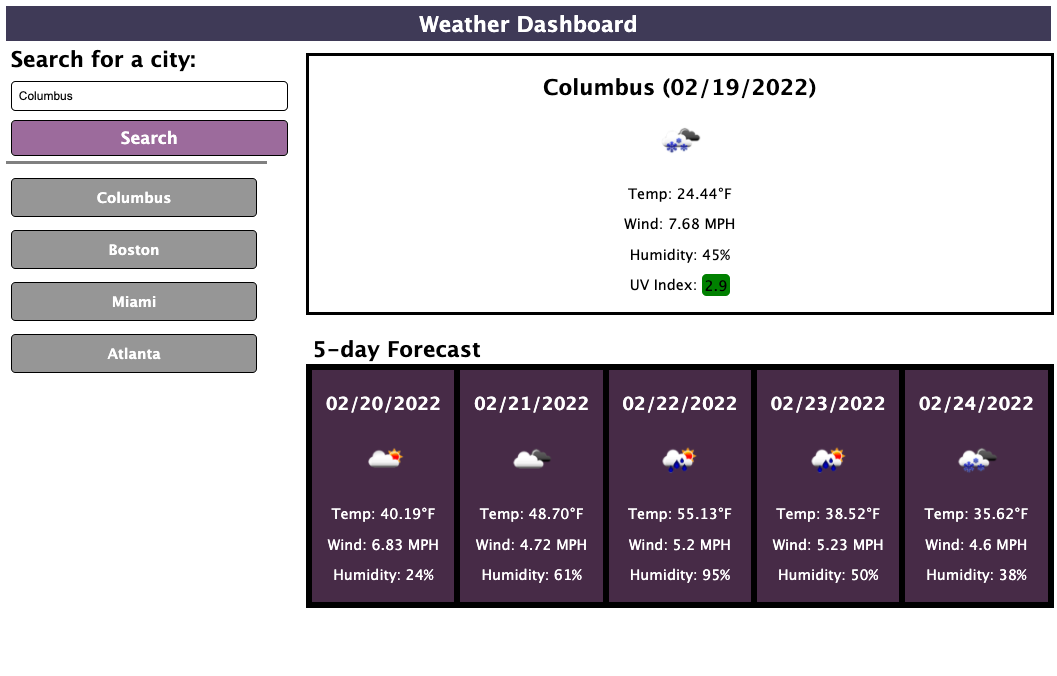 Weather Dashboard
Search for a city:
Columbus
Search
Columbus
Boston
Miami
Atlanta
Columbus (02/19/2022)
Temp: 24.44°F
Wind: 7.68 MPH
Humidity: 45%
UV Index: 2.9
5-day Forecast
02/20/2022
Temp: 40.19°F
Wind: 6.83 MPH
Humidity: 24%
02/21/2022
Temp: 48.70°F
Wind: 4.72 MPH
Humidity: 61%
02/22/2022
Temp: 55.13°F
Wind: 5.2 MPH
Humidity: 95%
02/23/2022
Temp: 38.52°F
Wind: 5.23 MPH
Humidity: 50%
02/24/2022
Temp: 35.62°F
Wind: 4.6 MPH
Humidity: 38%